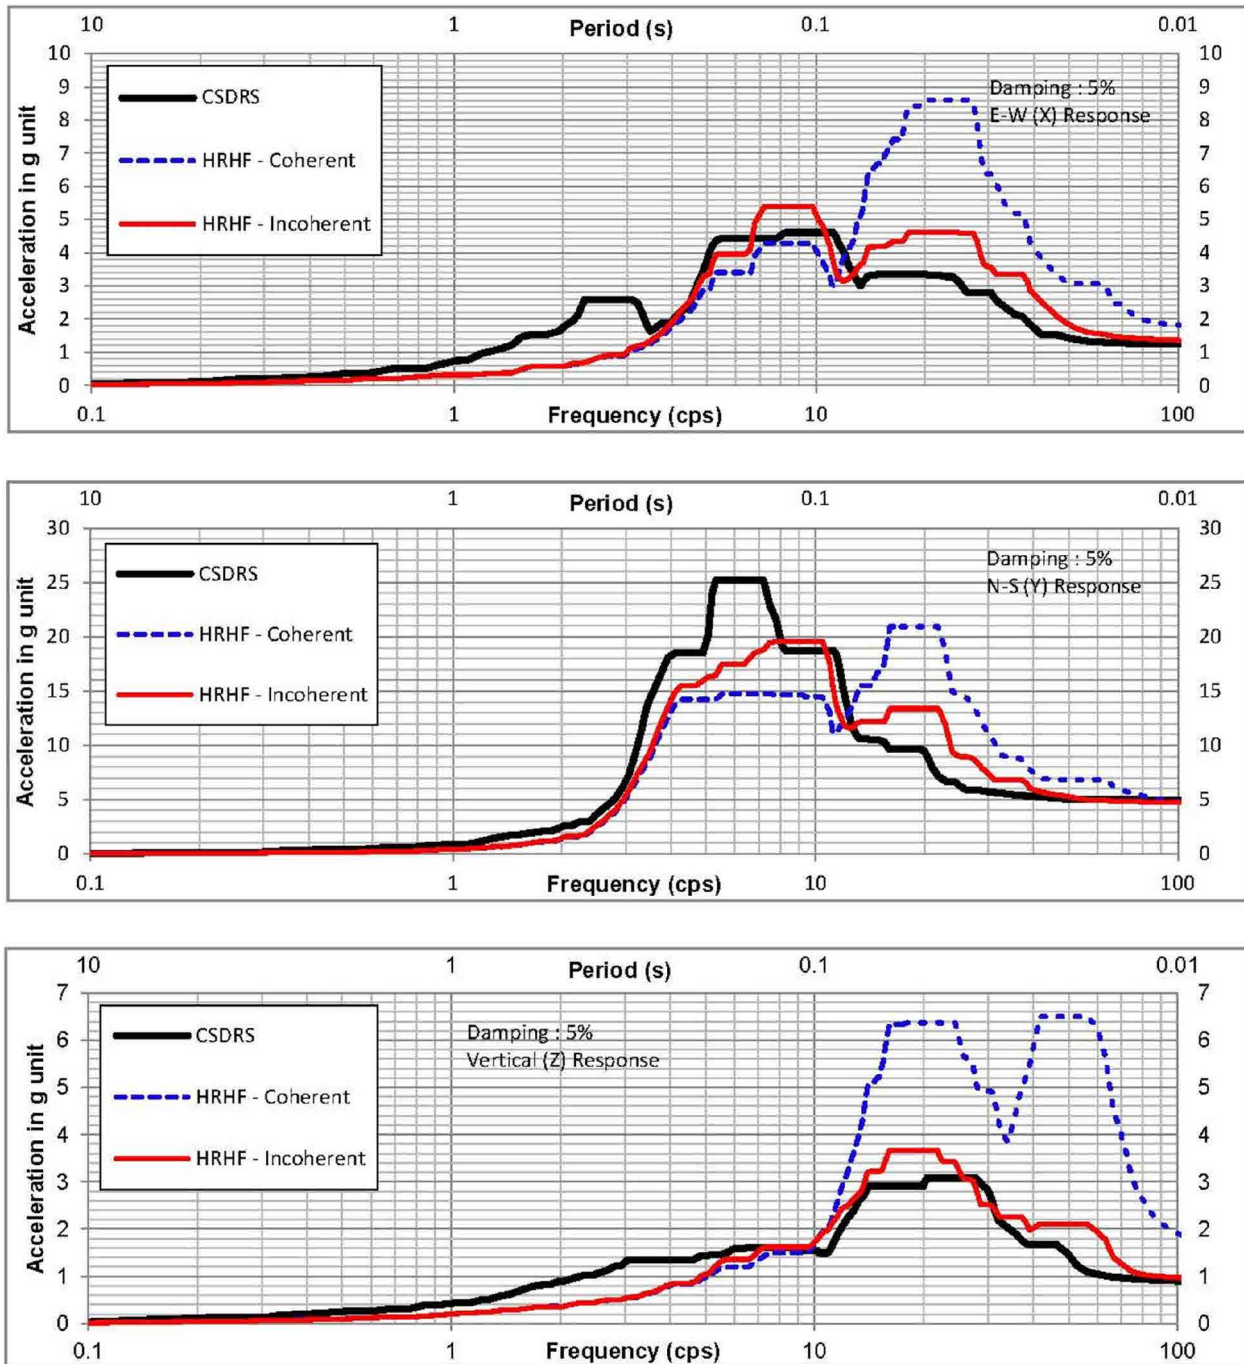 10 1 Period (s) 0.1 0.01
Acceleration in g unit
10 10
9 9
8 8
7 7
6 6
5 5
4 4
3 3
2 2
1 1
0 0
CSDRS
HRHF - Coherent
HRHF - Incoherent
Damping : 5%
E-W (X) Response
0.1 1 Frequency (cps) 10 100
10 1 Period (s) 0.1 0.01
Acceleration in g unit
30 30
25 25
20 20
15 15
10 10
5 5
0 0
CSDRS
HRHF - Coherent
HRHF - Incoherent
Damping : 5%
N-S (Y) Response
0.1 1 Frequency (cps) 10 100
10 1 Period (s) 0.1 0.01
Acceleration in g unit
7 7
6 6
5 5
4 4
3 3
2 2
1 1
0 0
CSDRS
HRHF - Coherent
HRHF - Incoherent
Damping : 5%
Vertical (Z) Response
0.1 1 Frequency (cps) 10 100